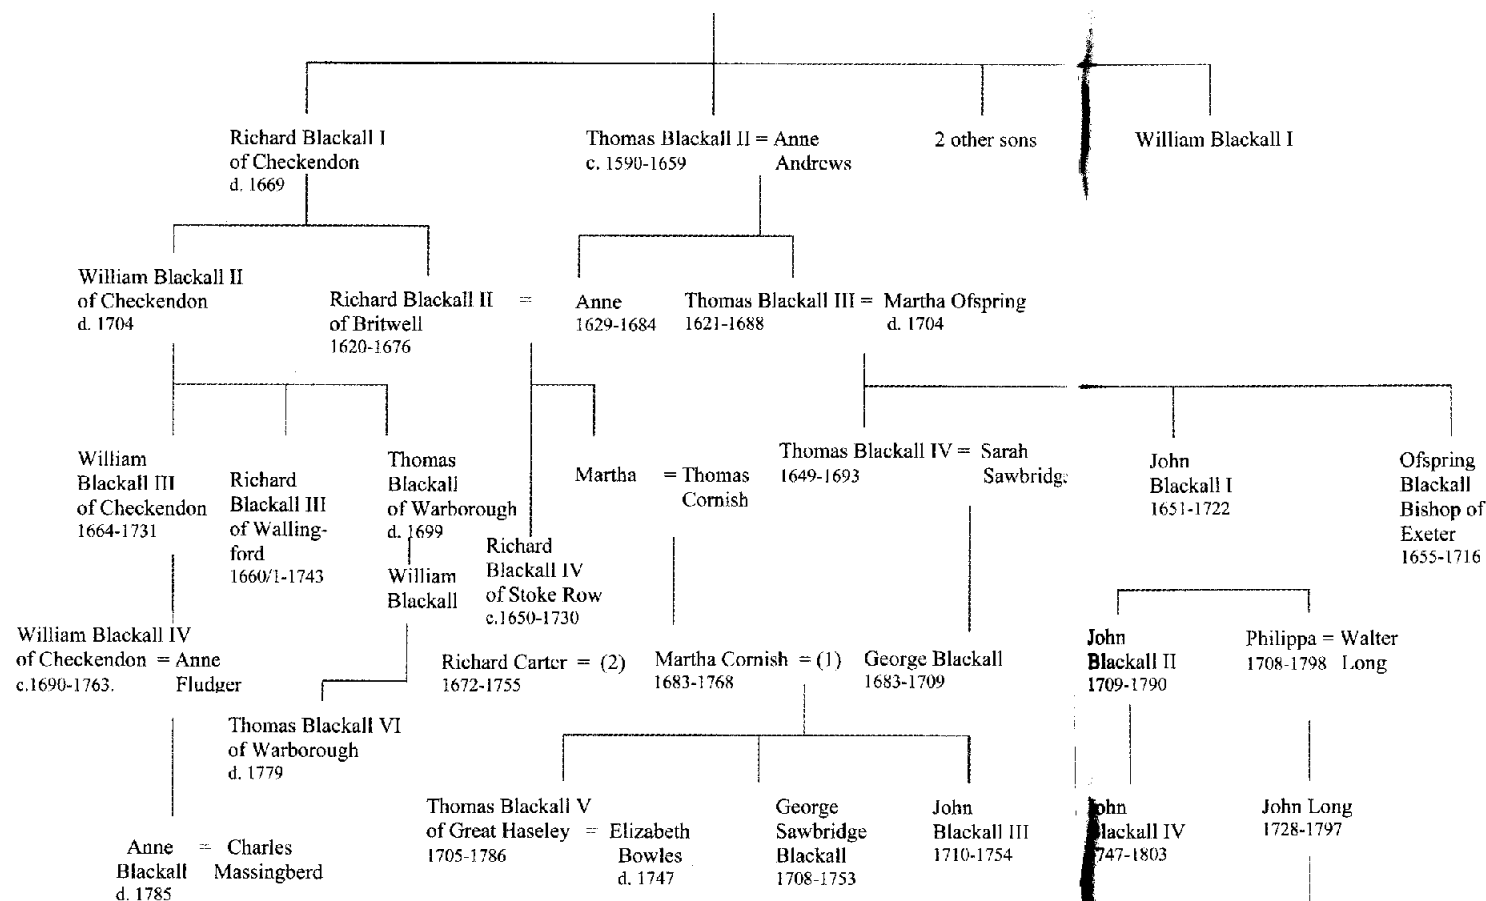 Richard Blackall I
of Checkendon
d. 1669
Thomas Blackall II = Anne
c. 1590-1659 Andrews
2 other sons
William Blackall I
William Blackall II
of Checkendon
d. 1704
Richard Blackall II =
of Britwell
1620-1676
Anne
1629-1684
Thomas Blackall III = Martha Ofspring
1621-1688 d. 1704
William
Blackall III
of Checkendon
1664-1731
Richard
Blackall III
of Walling-
ford
1660/1-1743
Thomas
Blackall
of Warborough
d. 1699
William
Blackall
Richard
Blackall IV
of Stoke Row
c.1650-1730
Martha = Thomas
Cornish
Thomas Blackall IV = Sarah
1649-1693
John
Blackall I
1651-1722
Ofspring
Blackall
Bishop of
Exeter
1655-1716
William Blackall IV
of Checkendon = Anne
c.1690-1763. Fludger
Richard Carter = (2) Martha Cornish = (1) George Blackall
1672-1755 1683-1768 1683-1709
John
Blackall II
1709-1790
Philippa = Walter
1708-1798 Long
Thomas Blackall VI
of Warborough
d. 1779
Anne = Charles
Blackall Massingberd
d. 1785
Thomas Blackall V
of Great Haseley = Elizabeth
1705-1786 Bowles
d. 1747
George
Sawbridge
Blackall
1708-1753
John
Blackall III
1710-1754
John
Blackall IV
1747-1803
John Long
1728-1797